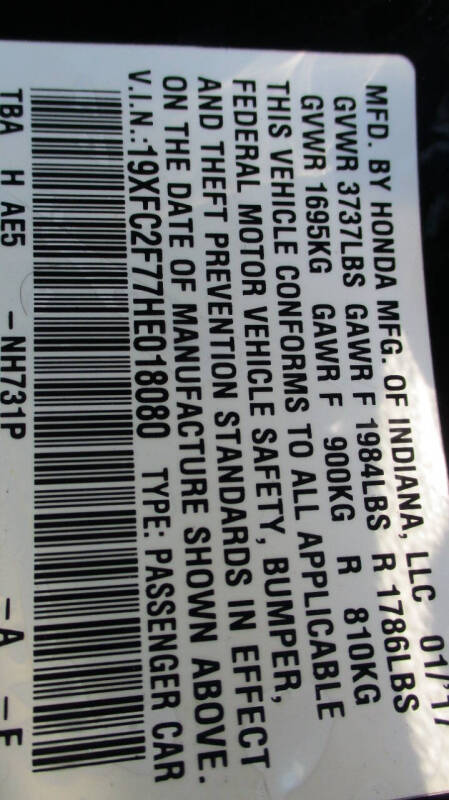 MFD. BY HONDA MFG. OF INDIANA, LLC 01/17
GVWR 3737LBS GAWR F 1984LBS R 1786LBS
GVWR 1695KG GAWR F 900KG R 810KG
THIS VEHICLE CONFORMS TO ALL APPLICABLE
FEDERAL MOTOR VEHICLE SAFETY, BUMPER,
AND THEFT PREVENTION STANDARDS IN EFFECT
ON THE DATE OF MANUFACTURE SHOWN ABOVE.
V.I.N.:19XFC2F77HE018080 TYPE: PASSENGER CAR
TBA H AE5 -NH731P -A -F